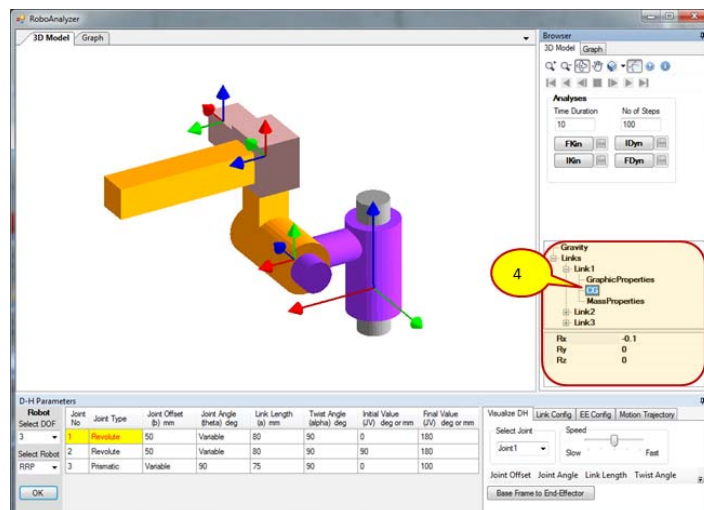 RoboAnalyzer
3D Model Graph
Browser
3D Model Graph
Analyses
Time Duration No of Steps
10 100
FKin IDyn
IKin FDyn
4
Gravity
Links
Link1
GraphicProperties
CG
MassProperties
Link2
Link3
Rx -0.1
Ry 0
Rz 0
D-H Parameters
Robot
Select DOF
3
Select Robot
RRP
OK
Joint No Joint Type Joint Offset (b) mm Joint Angle (theta) deg Link Length (a) mm Twist Angle (alpha) deg Initial Value (JV) deg or mm Final Value (JV) deg or mm
1 Revolute 50 Variable 80 90 0 180
2 Revolute 50 Variable 80 90 90 180
3 Prismatic Variable 90 75 90 0 100
Visualize DH Link Config EE Config Motion Trajectory
Select Joint Speed
Joint1 Slow Fast
Joint Offset Joint Angle Link Length Twist Angle
Base Frame to End-Effector